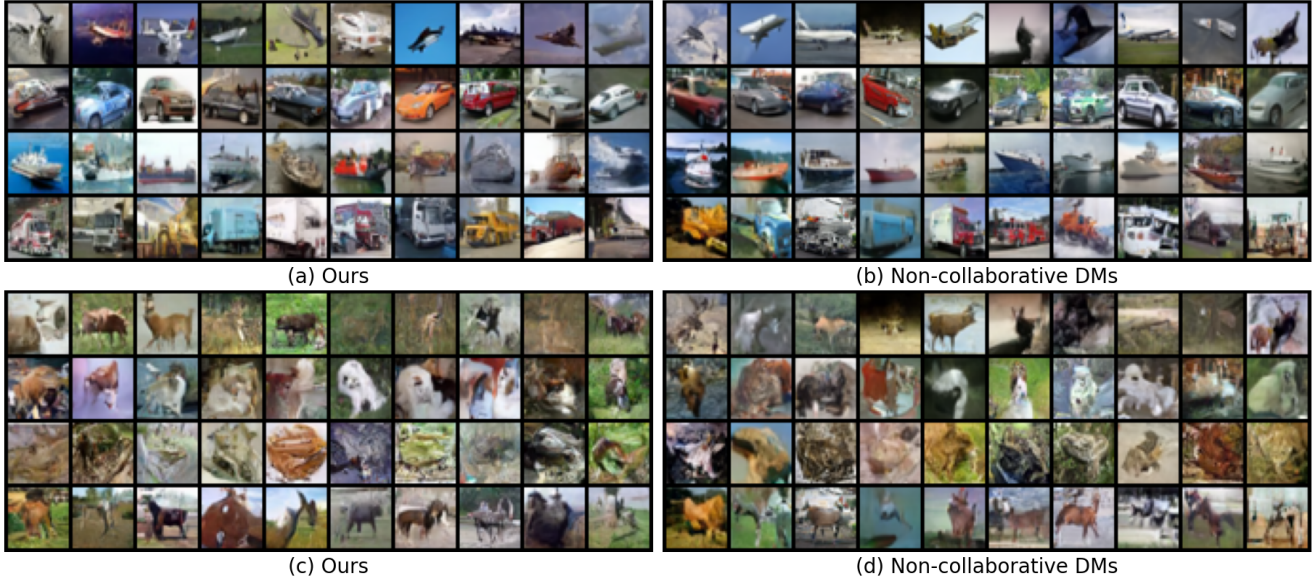 (a) Ours
(b) Non-collaborative DMs
(c) Ours
(d) Non-collaborative DMs